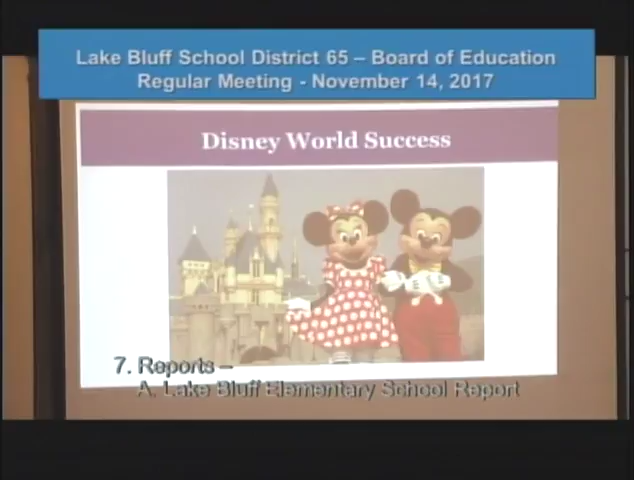 Lake Bluff School District 65 – Board of Education
Regular Meeting - November 14, 2017
Disney World Success
7. Reports –
A. Lake Bluff Elementary School Report